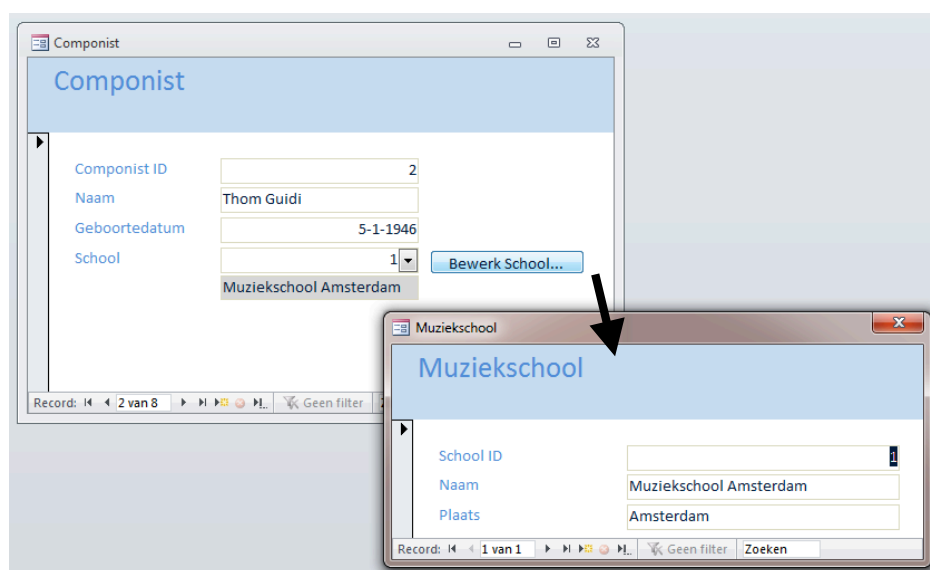 Componist
Componist
Componist ID 2
Naam Thom Guidi
Geboortedatum 5-1-1946
School 1 Bewerk School...
Muziekschool Amsterdam
Record: 2 van 8 Geen filter
Muziekschool
Muziekschool
School ID 1
Naam Muziekschool Amsterdam
Plaats Amsterdam
Record: 1 van 1 Geen filter Zoeken